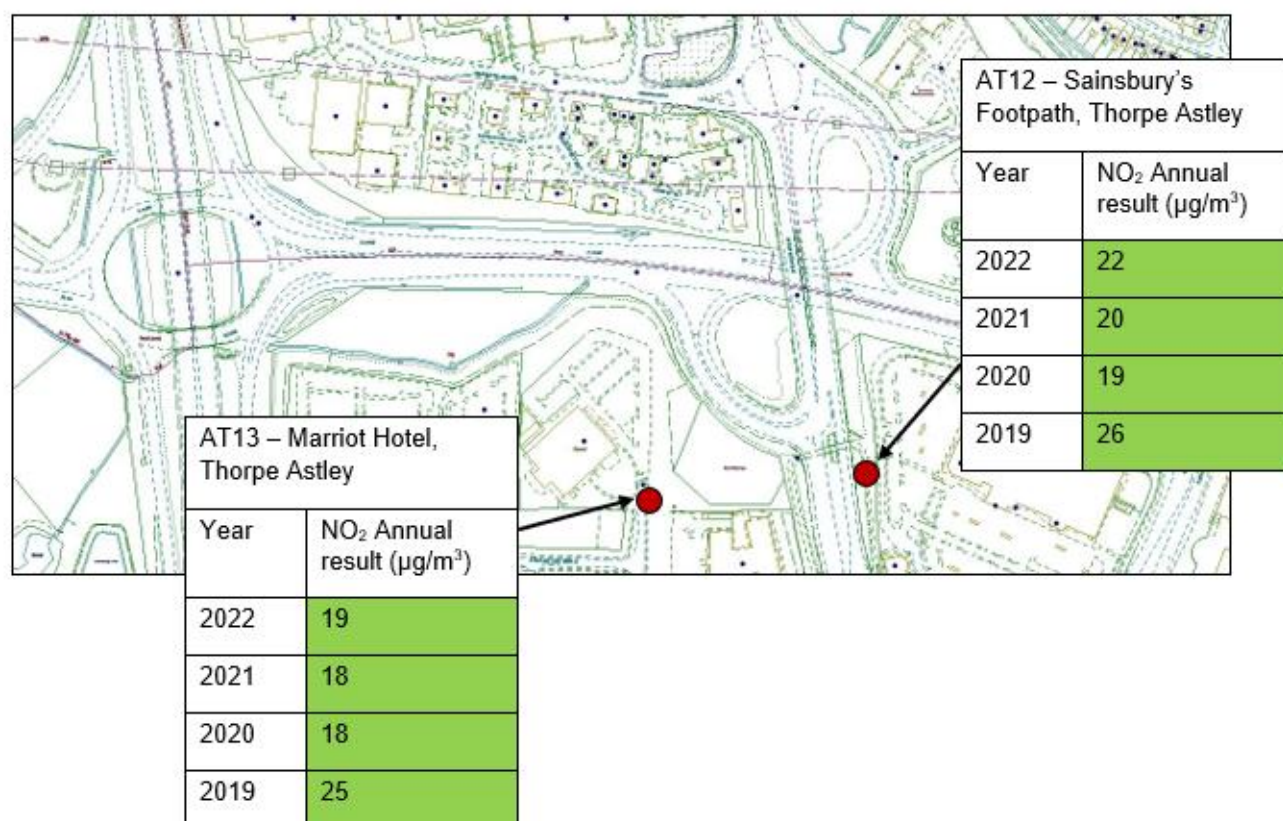 AT12 – Sainsbury's
Footpath, Thorpe Astley
Year
NO₂ Annual
result (µg/m³)
2022
22
2021
20
2020
19
2019
26
AT13 – Marriot Hotel,
Thorpe Astley
Year
NO₂ Annual
result (µg/m³)
2022
19
2021
18
2020
18
2019
25